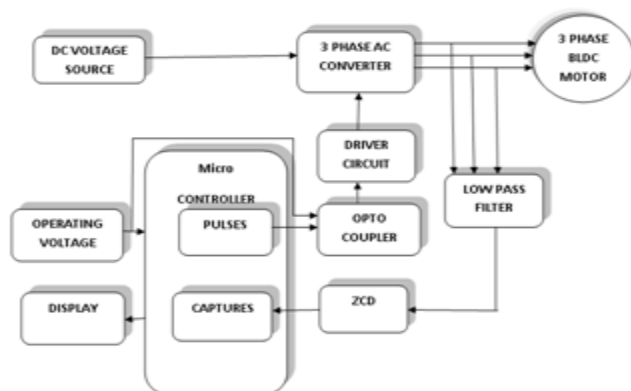 DC VOLTAGE
SOURCE
3 PHASE AC
CONVERTER
3 PHASE
BLDC
MOTOR
DRIVER
CIRCUIT
Micro
CONTROLLER
LOW PASS
FILTER
OPERATING
VOLTAGE
PULSES
OPTO
COUPLER
DISPLAY
CAPTURES
ZCD